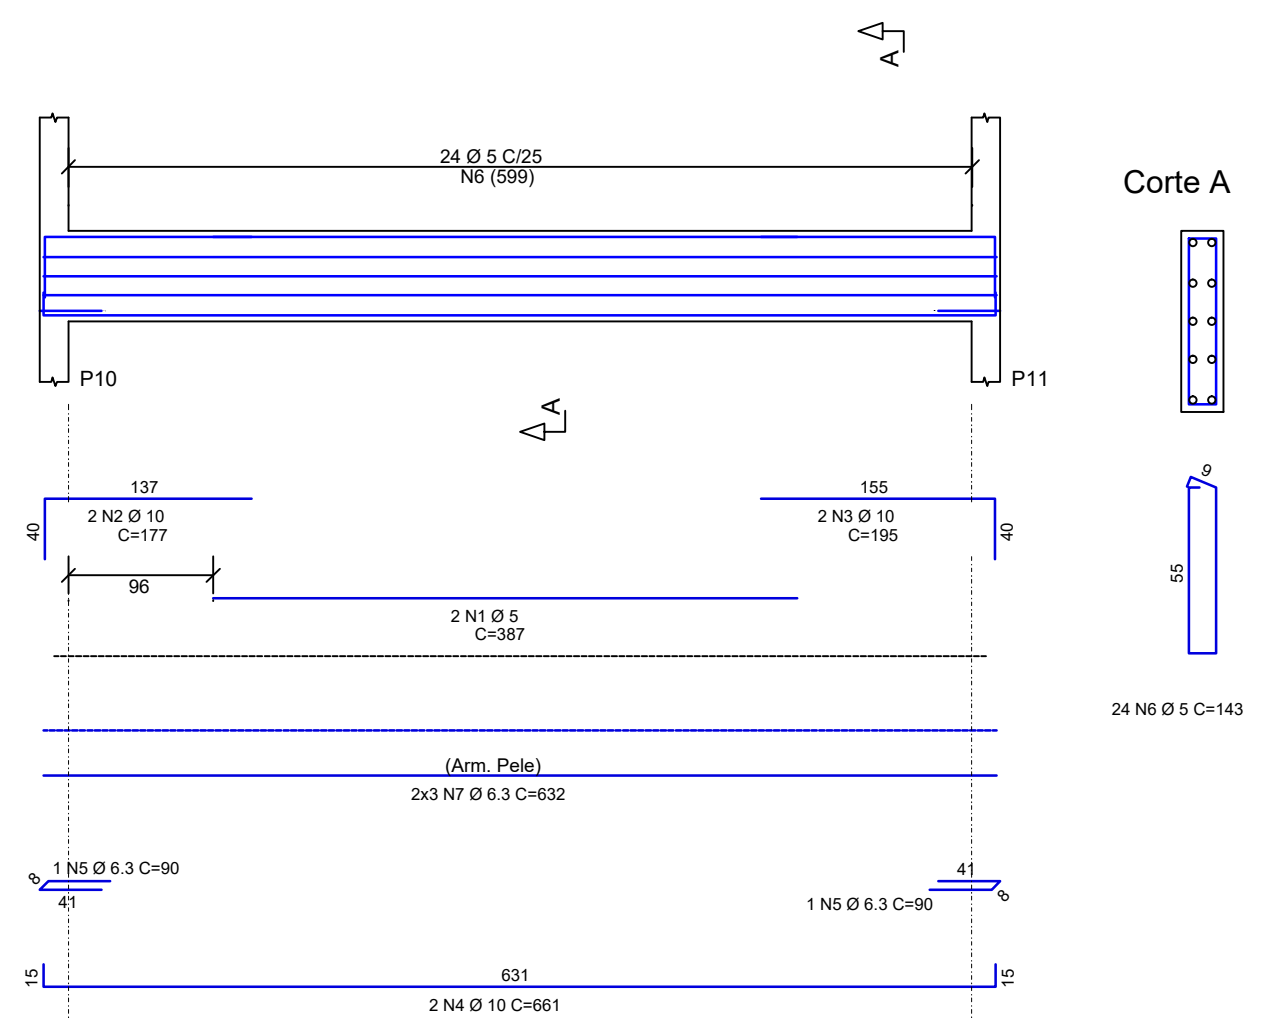 A
24 Ø 5 C/25
N6 (599)
Corte A
P10
P11
A
137
155
40
2 N2 Ø 10
C=177
2 N3 Ø 10
C=195
40
9
96
55
2 N1 Ø 5
C=387
24 N6 Ø 5 C=143
(Arm. Pele)
2x3 N7 Ø 6.3 C=632
8
1 N5 Ø 6.3 C=90
41
41
8
1 N5 Ø 6.3 C=90
15
631
15
2 N4 Ø 10 C=661